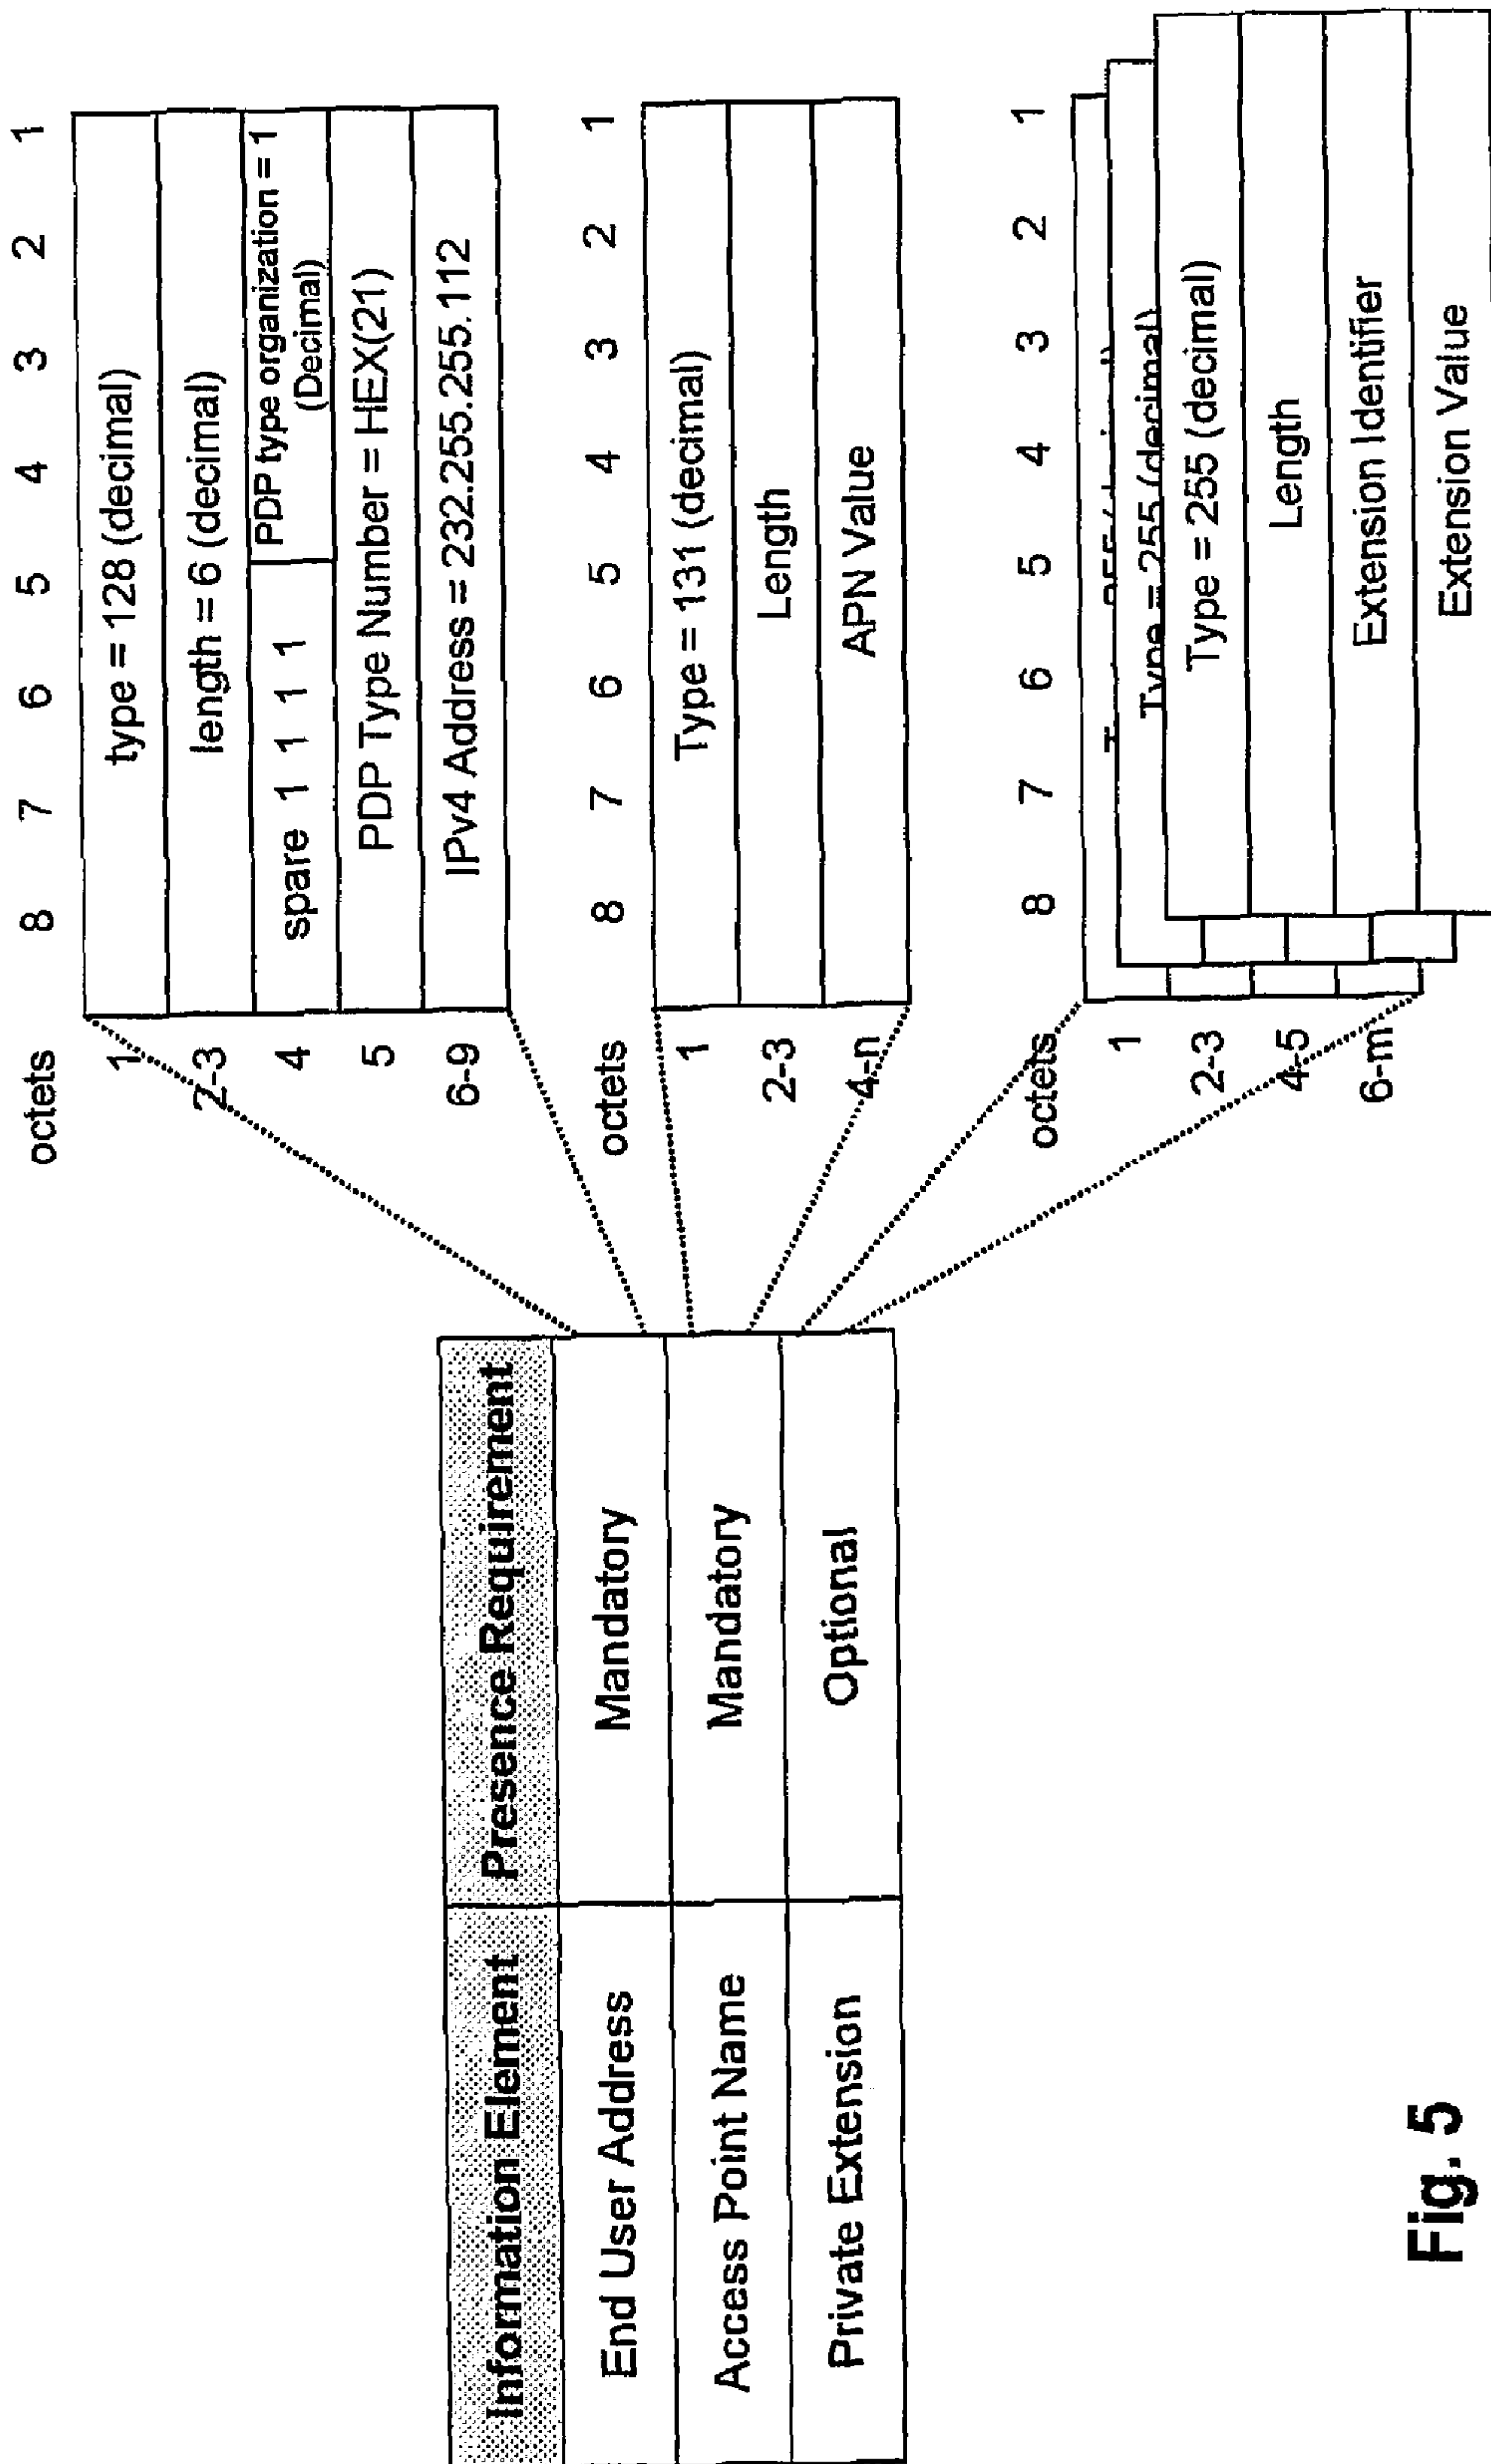 Information Element Presence Requirement
End User Address Mandatory
Access Point Name Mandatory
Private Extension Optional
octets 8 7 6 5 4 3 2 1
1 type = 128 (decimal)
2-3 length = 6 (decimal)
4 spare 1 1 1 1 PDP type organization = 1
(Decimal)
5 PDP Type Number = HEX(21)
6-9 IPv4 Address = 232.255.255.112
octets 8 7 6 5 4 3 2 1
1 Type = 131 (decimal)
2-3 Length
4-n APN Value
octets 8 7 6 5 4 3 2 1
Type = 255 (decimal)
1 Type = 255 (decimal)
2-3 Length
4-5 Extension Identifier
6-m Extension Value
Fig. 5